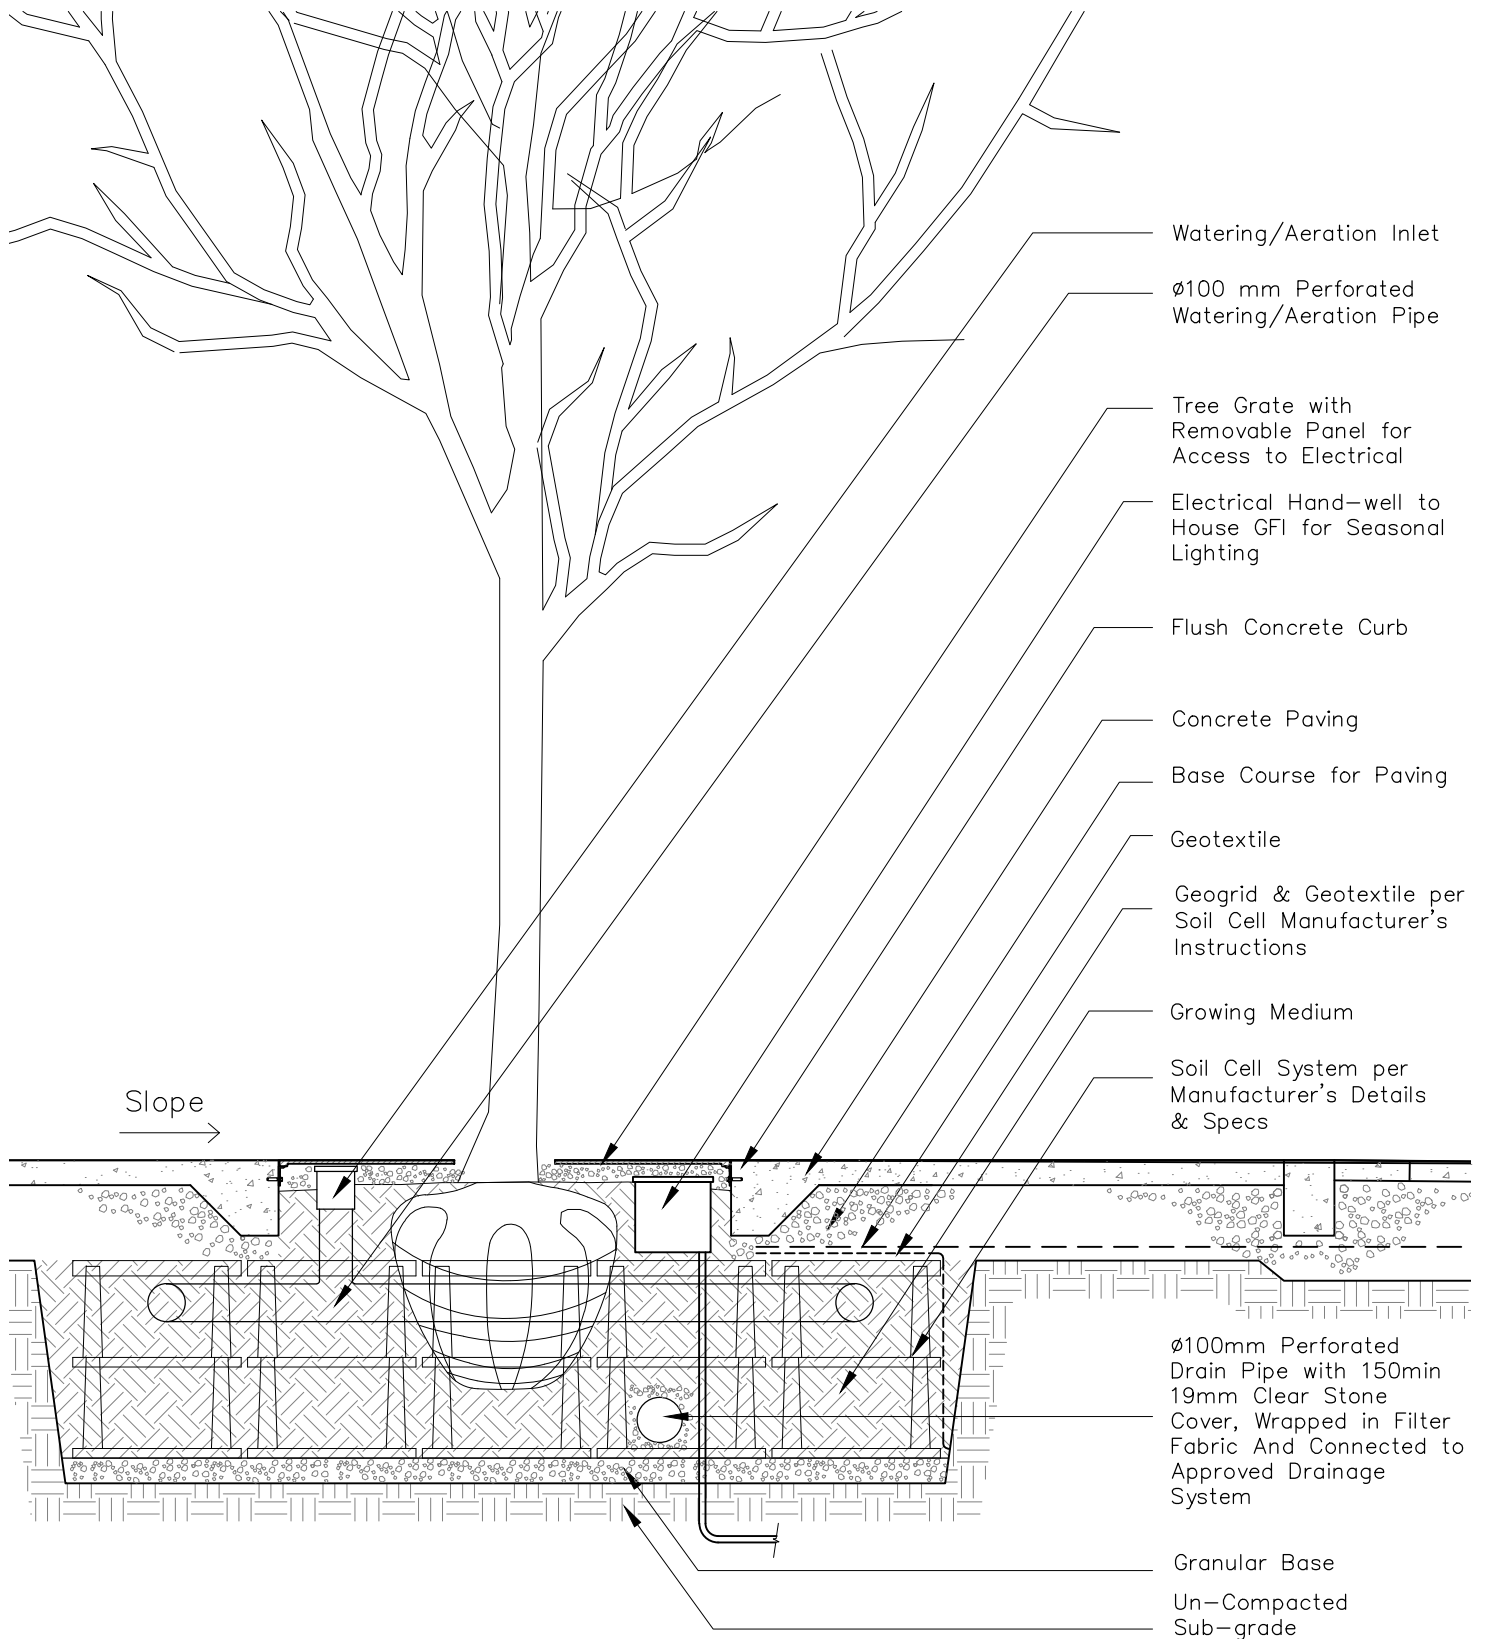 Watering/Aeration Inlet
Ø100 mm Perforated
Watering/Aeration Pipe
Tree Grate with
Removable Panel for
Access to Electrical
Electrical Hand-well to
House GFI for Seasonal
Lighting
Flush Concrete Curb
Concrete Paving
Base Course for Paving
Geotextile
Geogrid & Geotextile per
Soil Cell Manufacturer's
Instructions
Growing Medium
Soil Cell System per
Manufacturer's Details
& Specs
Slope
Ø100mm Perforated
Drain Pipe with 150min
19mm Clear Stone
Cover, Wrapped in Filter
Fabric And Connected to
Approved Drainage
System
Granular Base
Un-Compacted
Sub-grade